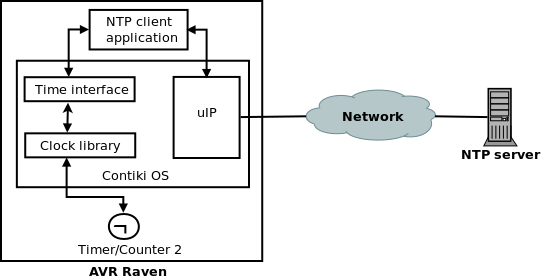 NTP client
application
Time interface
uIP
Clock library
Contiki OS
Timer/Counter 2
AVR Raven
Network
NTP server